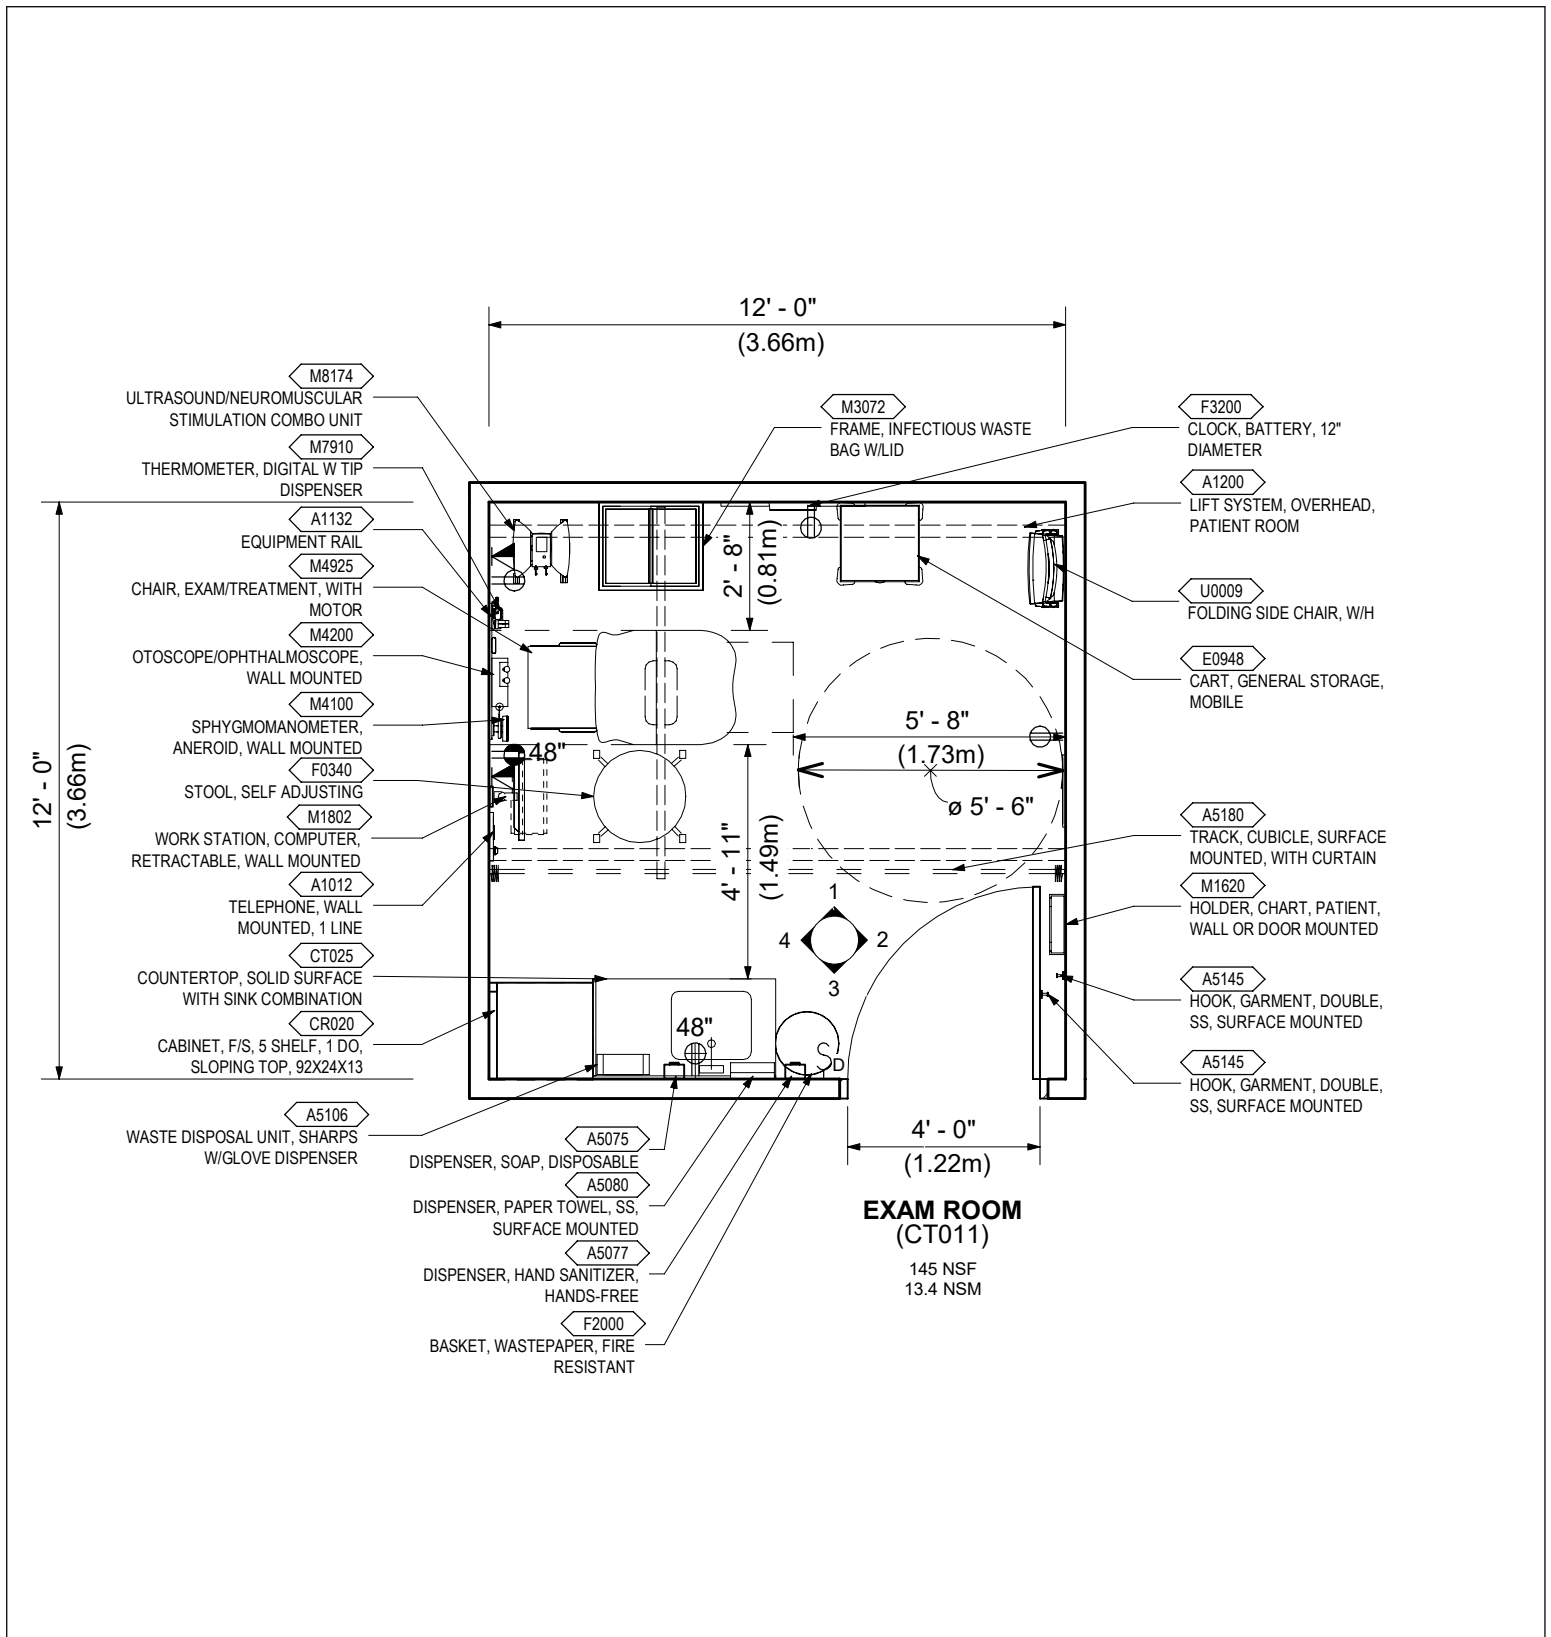 12' - 0"
(3.66m)
M8174
ULTRASOUND/NEUROMUSCULAR
STIMULATION COMBO UNIT
M7910
THERMOMETER, DIGITAL W TIP
DISPENSER
A1132
EQUIPMENT RAIL
M4925
CHAIR, EXAM/TREATMENT, WITH
MOTOR
M4200
OTOSCOPE/OPHTHALMOSCOPE,
WALL MOUNTED
M4100
SPHYGMOMANOMETER,
ANEROID, WALL MOUNTED
F0340
STOOL, SELF ADJUSTING
M1802
WORK STATION, COMPUTER,
RETRACTABLE, WALL MOUNTED
A1012
TELEPHONE, WALL
MOUNTED, 1 LINE
CT025
COUNTERTOP, SOLID SURFACE
WITH SINK COMBINATION
CR020
CABINET, F/S, 5 SHELF, 1 DO,
SLOPING TOP, 92X24X13
A5106
WASTE DISPOSAL UNIT, SHARPS
W/GLOVE DISPENSER
12' - 0"
(3.66m)
M3072
FRAME, INFECTIOUS WASTE
BAG W/LID
2' - 8"
(0.81m)
5' - 8"
(1.73m)
ø 5' - 6"
48"
4' - 11"
(1.49m)
1
4
2
3
48"
SD
F3200
CLOCK, BATTERY, 12"
DIAMETER
A1200
LIFT SYSTEM, OVERHEAD,
PATIENT ROOM
U0009
FOLDING SIDE CHAIR, W/H
E0948
CART, GENERAL STORAGE,
MOBILE
A5180
TRACK, CUBICLE, SURFACE
MOUNTED, WITH CURTAIN
M1620
HOLDER, CHART, PATIENT,
WALL OR DOOR MOUNTED
A5145
HOOK, GARMENT, DOUBLE,
SS, SURFACE MOUNTED
A5145
HOOK, GARMENT, DOUBLE,
SS, SURFACE MOUNTED
A5075
DISPENSER, SOAP, DISPOSABLE
A5080
DISPENSER, PAPER TOWEL, SS,
SURFACE MOUNTED
A5077
DISPENSER, HAND SANITIZER,
HANDS-FREE
F2000
BASKET, WASTEPAPER, FIRE
RESISTANT
4' - 0"
(1.22m)
EXAM ROOM
(CT011)
145 NSF
13.4 NSM